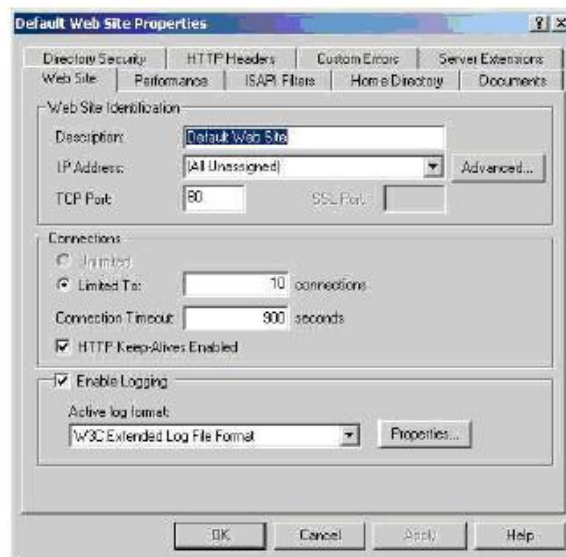 Default Web Site Properties
Directory Security HTTP Headers Custom Errors Server Extensions
Web Site Performance ISAPI Filters Home Directory Documents
Web Site Identification
Description: Default Web Site
IP Address: (All Unassigned) Advanced...
TCP Port: 80 SSL Port:
Connections
Unlimited
Limited To: 10 connections
Connection Timeout: 900 seconds
HTTP Keep-Alives Enabled
Enable Logging
Active log format:
W3C Extended Log File Format Properties...
OK Cancel Apply Help